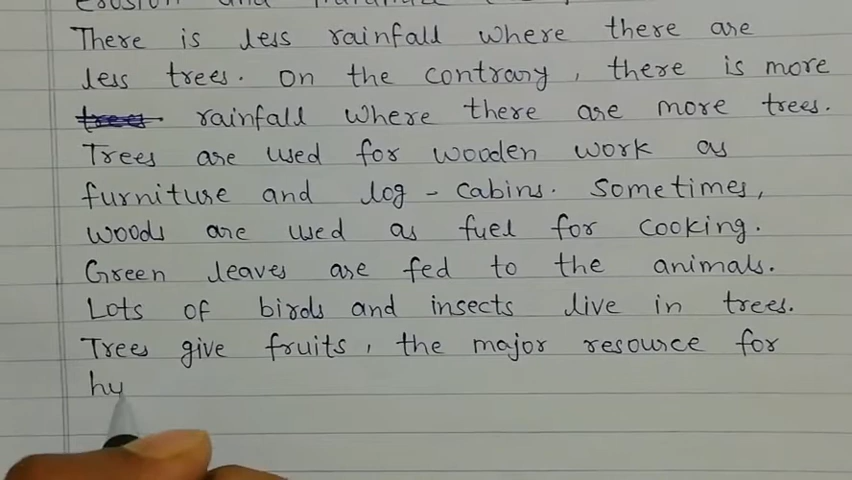 There is less rainfall where there are
less trees. On the contrary, there is more
trees rainfall where there are more trees.
Trees are used for wooden work as
furniture and log - cabins. Sometimes,
woods are used as fuel for cooking.
Green leaves are fed to the animals.
Lots of birds and insects live in trees.
Trees give fruits, the major resource for
hu